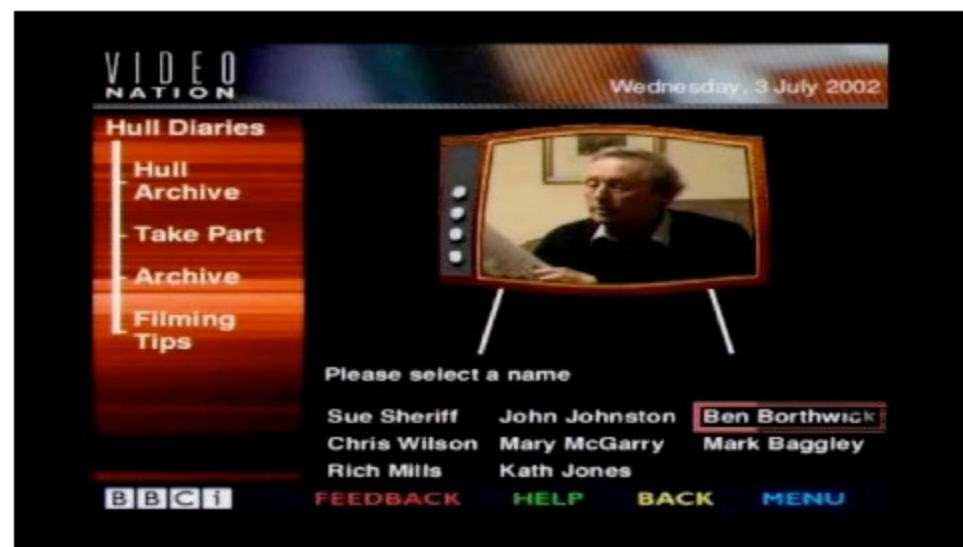 VIDEO
NATION
Wednesday, 3 July 2002
Hull Diaries
Hull
Archive
Take Part
Archive
Filming
Tips
Please select a name
Sue Sheriff John Johnston Ben Borthwick
Chris Wilson Mary McGarry Mark Baggley
Rich Mills Kath Jones
BBCi FEEDBACK HELP BACK MENU